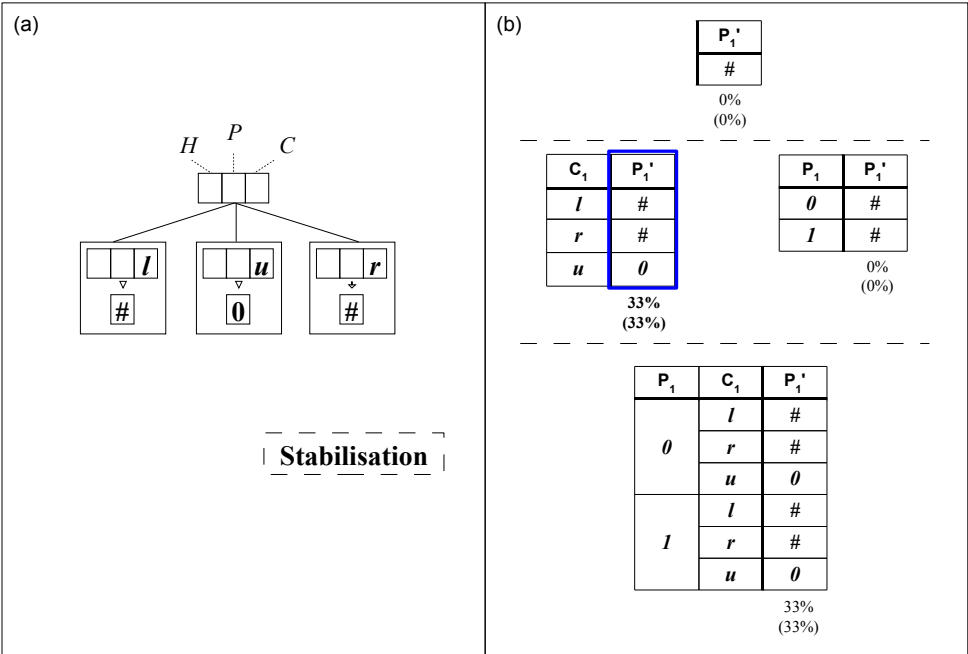 (a)
H P C
l u r
# 0 #
Stabilisation
(b)
P₁'
#
0%
(0%)
C₁ P₁'
l #
r #
u 0
33%
(33%)
P₁ P₁'
0 #
1 #
0%
(0%)
P₁ C₁ P₁'
0 l #
r #
u 0
1 l #
r #
u 0
33%
(33%)